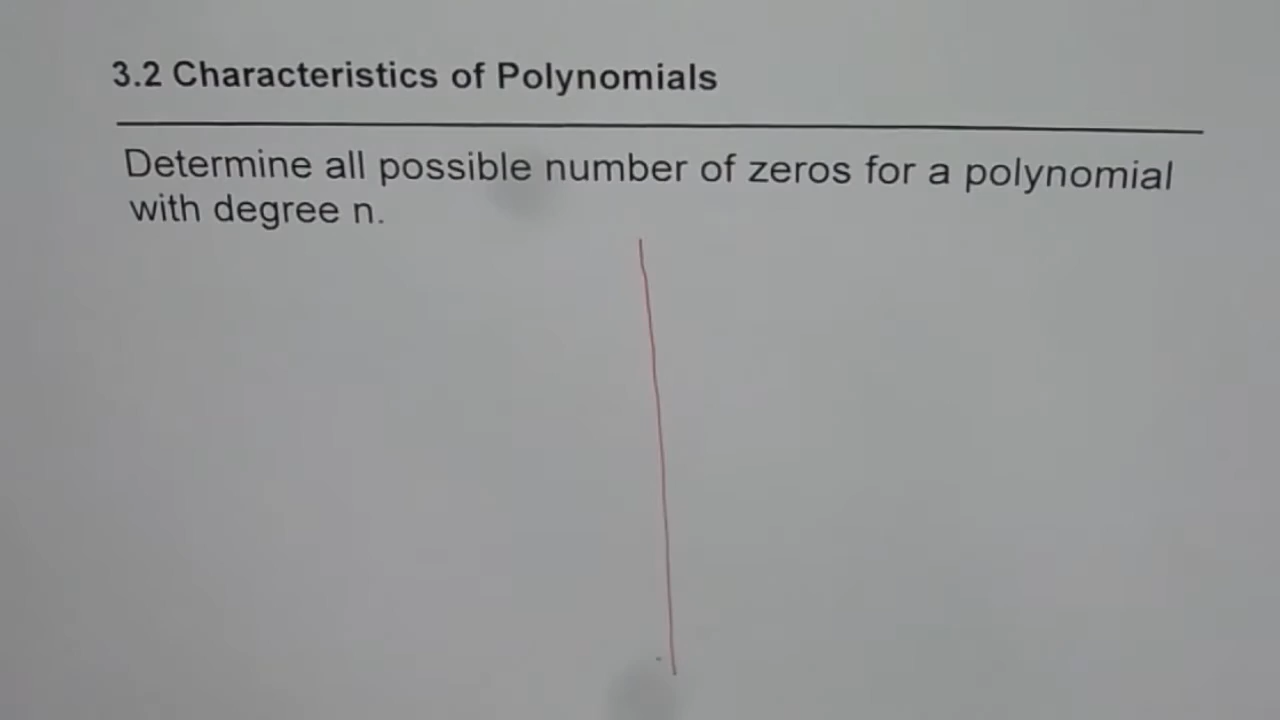 3.2 Characteristics of Polynomials
Determine all possible number of zeros for a polynomial
with degree n.